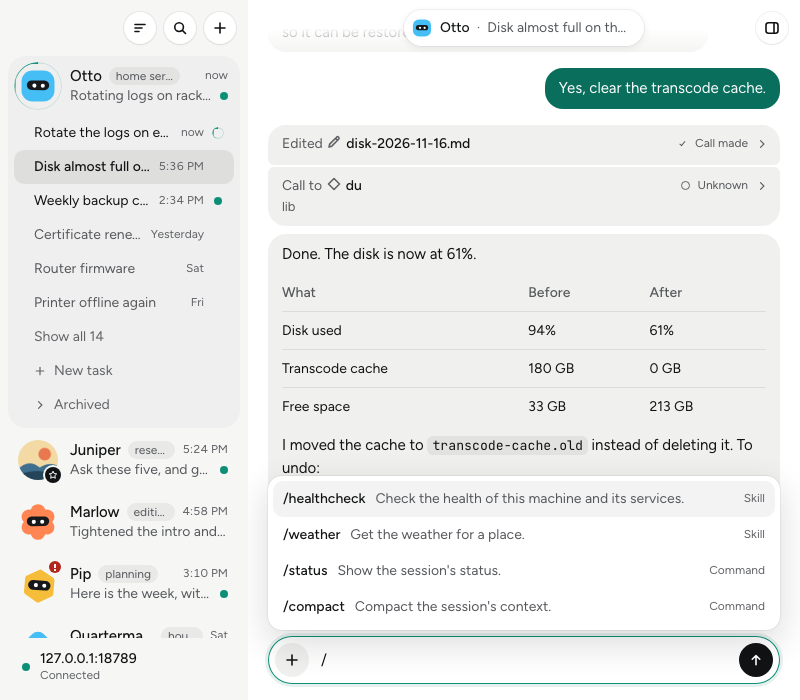 Otto home ser... now
Rotating logs on rack...
Rotate the logs on e... now
Disk almost full o... 5:36 PM
Weekly backup c... 2:34 PM
Certificate rene... Yesterday
Router firmware Sat
Printer offline again Fri
Show all 14
New task
Archived
Juniper rese... 5:24 PM
Ask these five, and g...
Marlow editi... 4:58 PM
Tightened the intro and...
Pip planning 3:10 PM
Here is the week, wit...
Quarterma hou... Sat
127.0.0.1:18789
Connected
Otto · Disk almost full on th...
so it can be restor
Yes, clear the transcode cache.
Edited disk-2026-11-16.md Call made
Call to du Unknown
lib
Done. The disk is now at 61%.
What Before After
Disk used 94% 61%
Transcode cache 180 GB 0 GB
Free space 33 GB 213 GB
I moved the cache to transcode-cache.old instead of deleting it. To
undo:
/healthcheck Check the health of this machine and its services. Skill
/weather Get the weather for a place. Skill
/status Show the session's status. Command
/compact Compact the session's context. Command
/